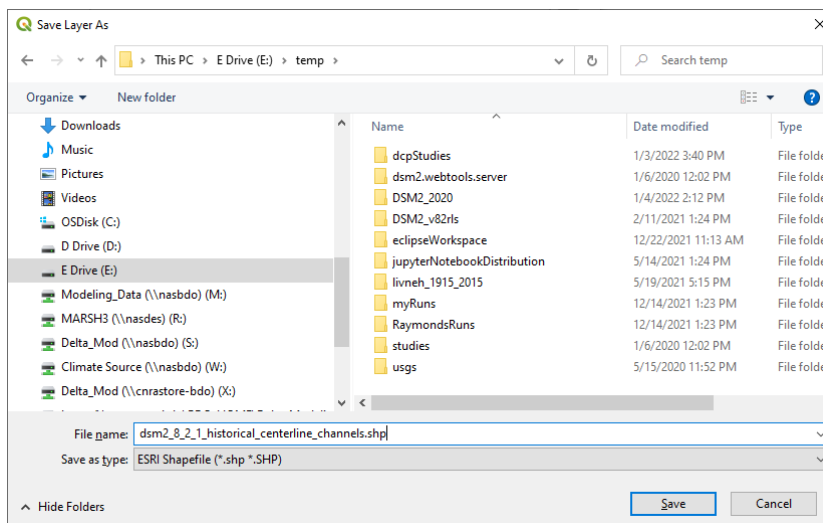 Save Layer As
This PC > E Drive (E:) > temp >
Search temp
Organize
New folder
Downloads
Music
Pictures
Videos
OSDisk (C:)
D Drive (D:)
E Drive (E:)
Modeling_Data (\\nasbdo) (M:)
MARSH3 (\\nasdes) (R:)
Delta_Mod (\\nasbdo) (S:)
Climate Source (\\nasbdo) (W:)
Delta_Mod (\\cnrastore-bdo) (X:)
Name Date modified Type
dcpStudies 1/3/2022 3:40 PM File folde
dsm2.webtools.server 1/6/2020 12:02 PM File folde
DSM2_2020 1/4/2022 2:12 PM File folde
DSM2_v82rls 2/11/2021 1:24 PM File folde
eclipseWorkspace 12/22/2021 11:13 AM File folde
jupyterNotebookDistribution 5/14/2021 1:24 PM File folde
livneh_1915_2015 5/19/2021 5:15 PM File folde
myRuns 12/14/2021 1:23 PM File folde
RaymondsRuns 12/14/2021 1:23 PM File folde
studies 1/6/2020 12:02 PM File folde
usgs 5/15/2020 11:52 PM File folde
File name: dsm2_8_2_1_historical_centerline_channels.shp
Save as type: ESRI Shapefile (*.shp *.SHP)
Hide Folders
Save
Cancel